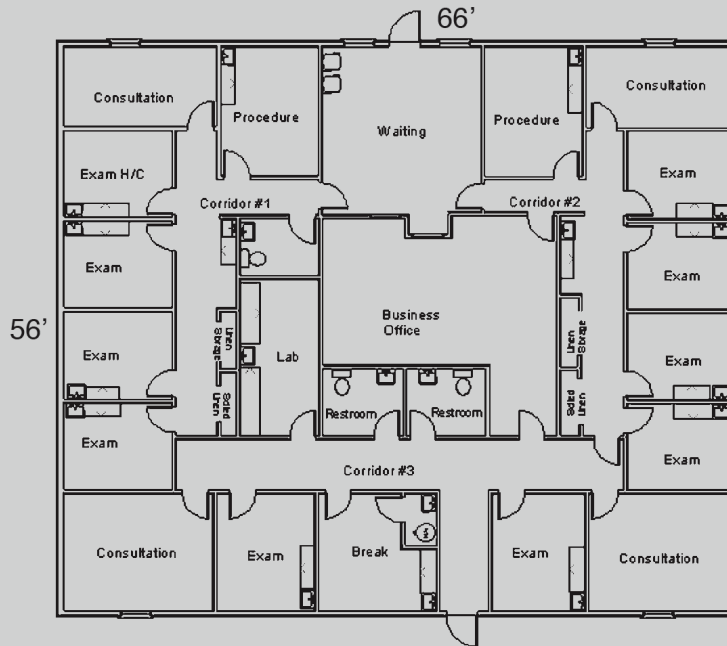 66'
Consultation
Procedure
Waiting
Procedure
Consultation
Exam H/C
Exam
Corridor #1
Corridor #2
Exam
Exam
56'
Business
Office
Linen
Storage
Linen
Storage
Exam
Lab
Exam
Soiled
Linen
Restroom
Restroom
Soiled
Linen
Exam
Exam
Corridor #3
Consultation
Exam
Break
Exam
Consultation